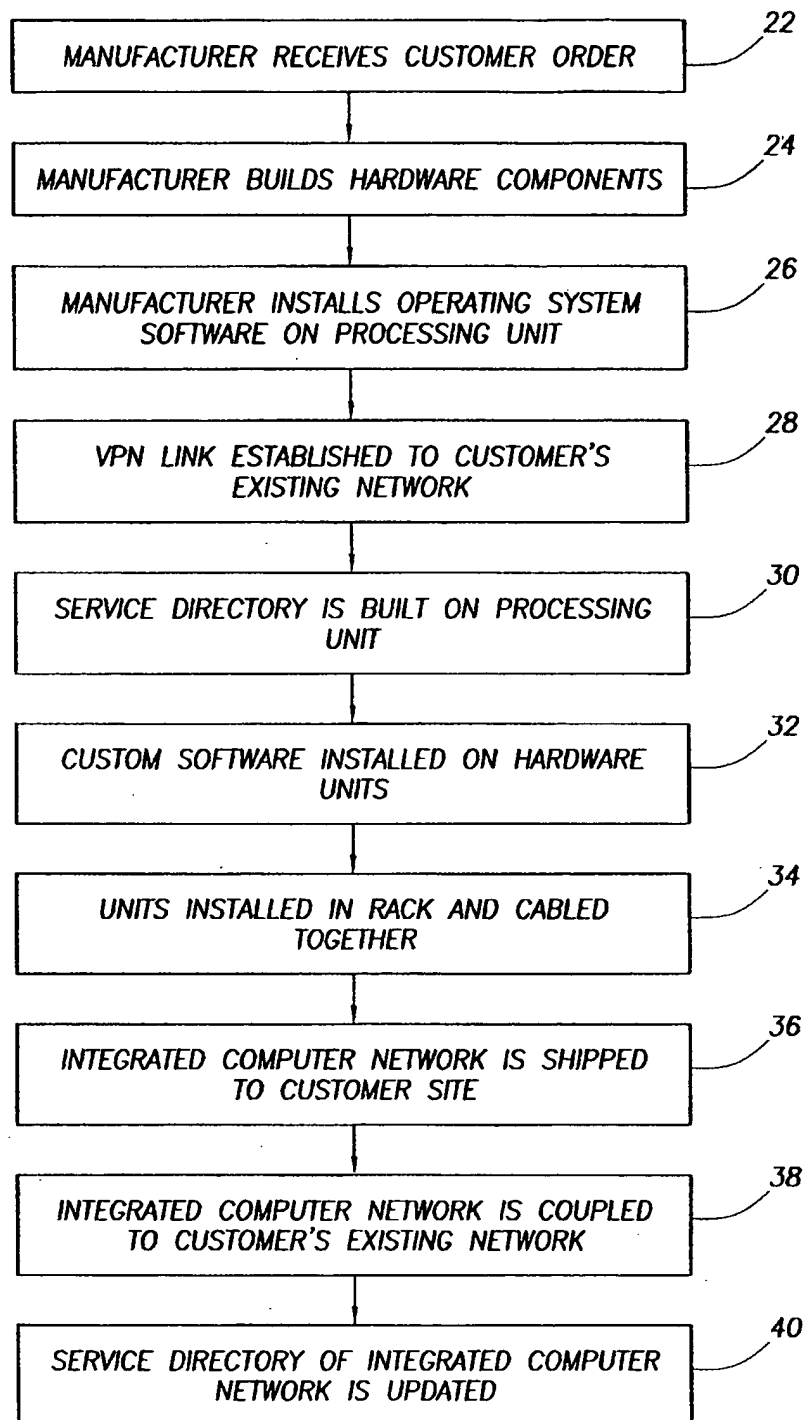 22
MANUFACTURER RECEIVES CUSTOMER ORDER
24
MANUFACTURER BUILDS HARDWARE COMPONENTS
26
MANUFACTURER INSTALLS OPERATING SYSTEM
SOFTWARE ON PROCESSING UNIT
28
VPN LINK ESTABLISHED TO CUSTOMER'S
EXISTING NETWORK
30
SERVICE DIRECTORY IS BUILT ON PROCESSING
UNIT
32
CUSTOM SOFTWARE INSTALLED ON HARDWARE
UNITS
34
UNITS INSTALLED IN RACK AND CABLED
TOGETHER
36
INTEGRATED COMPUTER NETWORK IS SHIPPED
TO CUSTOMER SITE
38
INTEGRATED COMPUTER NETWORK IS COUPLED
TO CUSTOMER'S EXISTING NETWORK
40
SERVICE DIRECTORY OF INTEGRATED COMPUTER
NETWORK IS UPDATED